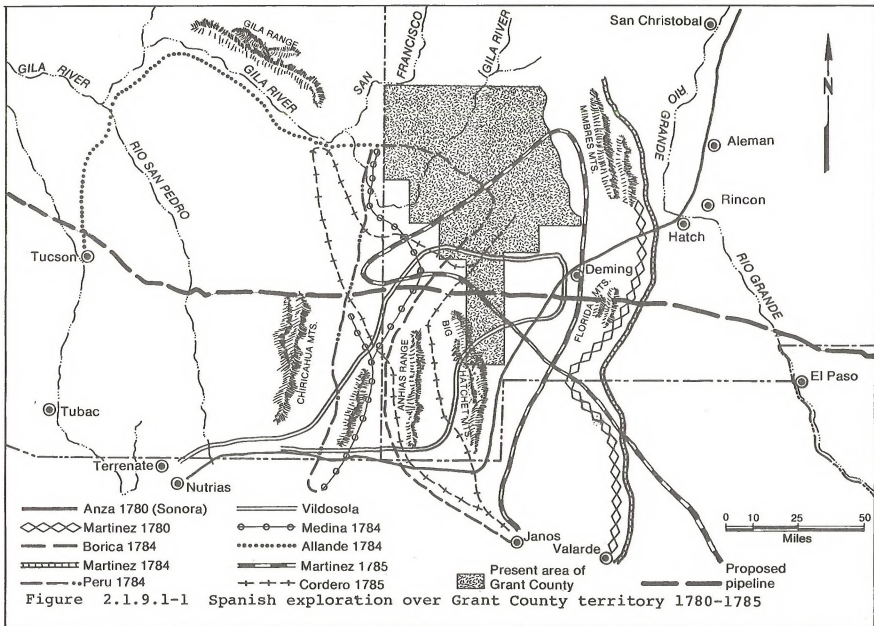 GILA RANGE
GILA RIVER
GILA RIVER
SAN FRANCISCO
GILA RIVER
San Christobal
RIO GRANDE
N
RIO SAN PEDRO
MIMBRES MTS.
Aleman
Rincon
Hatch
Tucson
Deming
FLORIDA MTS.
RIO GRANDE
CHIRICAHUA MTS.
ANHIAS RANGE
BIG HATCHET MTS.
El Paso
Tubac
Terrenate
Nutrias
Janos
Valarde
Anza 1780 (Sonora)
Martinez 1780
Borica 1784
Martinez 1784
Peru 1784
Vildosola
Medina 1784
Allande 1784
Martinez 1785
Cordero 1785
Present area of
Grant County
0 10 25 50
Miles
Proposed
pipeline
Figure 2.1.9.1-1 Spanish exploration over Grant County territory 1780-1785